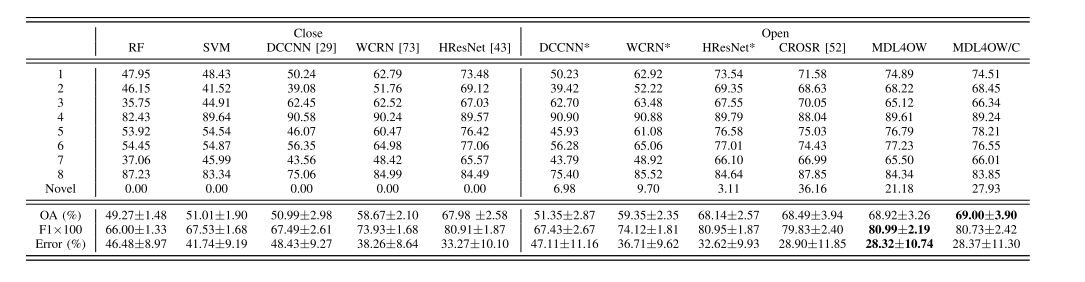 Close Open
RF SVM DCCNN [29] WCRN [73] HResNet [43] DCCNN* WCRN* HResNet* CROSR [52] MDL4OW MDL4OW/C
1 47.95 48.43 50.24 62.79 73.48 50.23 62.92 73.54 71.58 74.89 74.51
2 46.15 41.52 39.08 51.76 69.12 39.42 52.22 69.35 68.63 68.22 68.45
3 35.75 44.91 62.45 62.52 67.03 62.70 63.48 67.55 70.05 65.12 66.34
4 82.43 89.64 90.58 90.24 89.57 90.90 90.88 89.79 88.04 89.61 89.24
5 53.92 54.54 46.07 60.47 76.42 45.93 61.08 76.58 75.03 76.79 78.21
6 54.45 54.87 56.35 64.98 77.06 56.28 65.06 77.01 74.43 77.23 76.55
7 37.06 45.99 43.56 48.42 65.57 43.79 48.92 66.10 66.99 65.50 66.01
8 87.23 83.34 75.06 84.99 84.49 75.40 85.52 84.64 87.85 84.34 83.85
Novel 0.00 0.00 0.00 0.00 0.00 6.98 9.70 3.11 36.16 21.18 27.93
OA (%) 49.27±1.48 51.01±1.90 50.99±2.98 58.67±2.10 67.98 ±2.58 51.35±2.87 59.35±2.35 68.14±2.57 68.49±3.94 68.92±3.26 69.00±3.90
F1×100 66.00±1.33 67.53±1.68 67.49±2.61 73.93±1.68 80.91±1.87 67.43±2.67 74.12±1.81 80.95±1.87 79.83±2.40 80.99±2.19 80.73±2.42
Error (%) 46.48±8.97 41.74±9.19 48.43±9.27 38.26±8.64 33.27±10.10 47.11±11.16 36.71±9.62 32.62±9.93 28.90±11.85 28.32±10.74 28.37±11.30